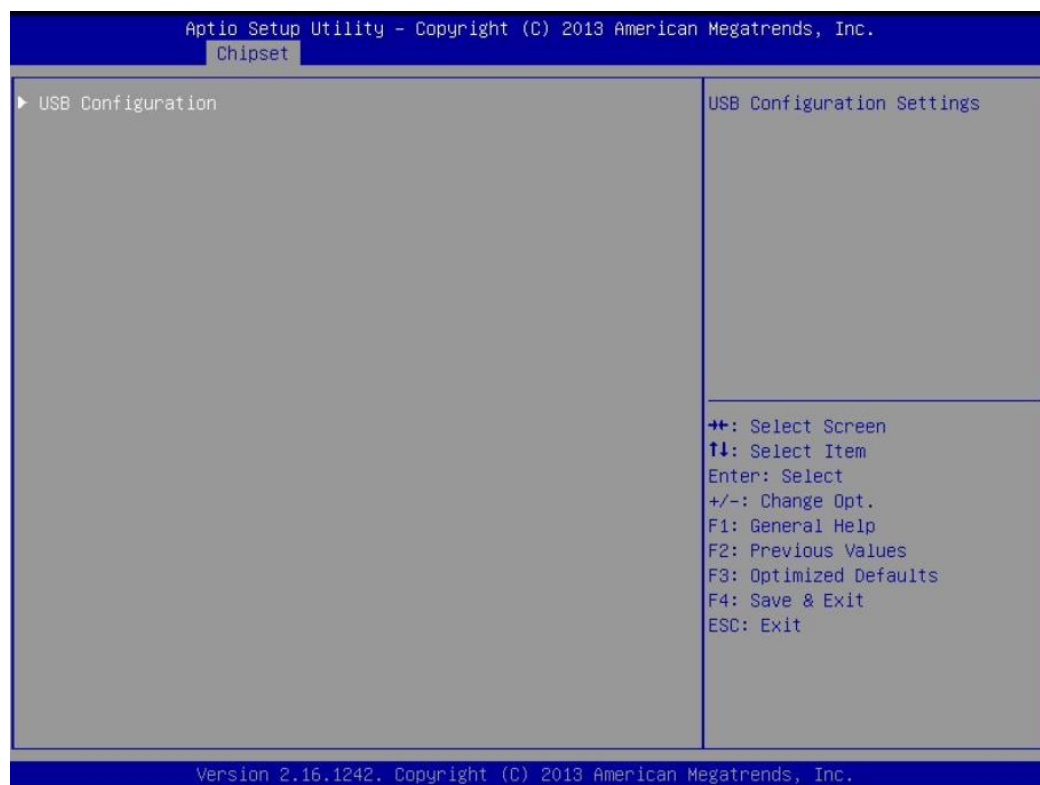 Aptio Setup Utility – Copyright (C) 2013 American Megatrends, Inc.
Chipset
▶ USB Configuration
USB Configuration Settings
→←: Select Screen
↑↓: Select Item
Enter: Select
+/-: Change Opt.
F1: General Help
F2: Previous Values
F3: Optimized Defaults
F4: Save & Exit
ESC: Exit
Version 2.16.1242. Copyright (C) 2013 American Megatrends, Inc.